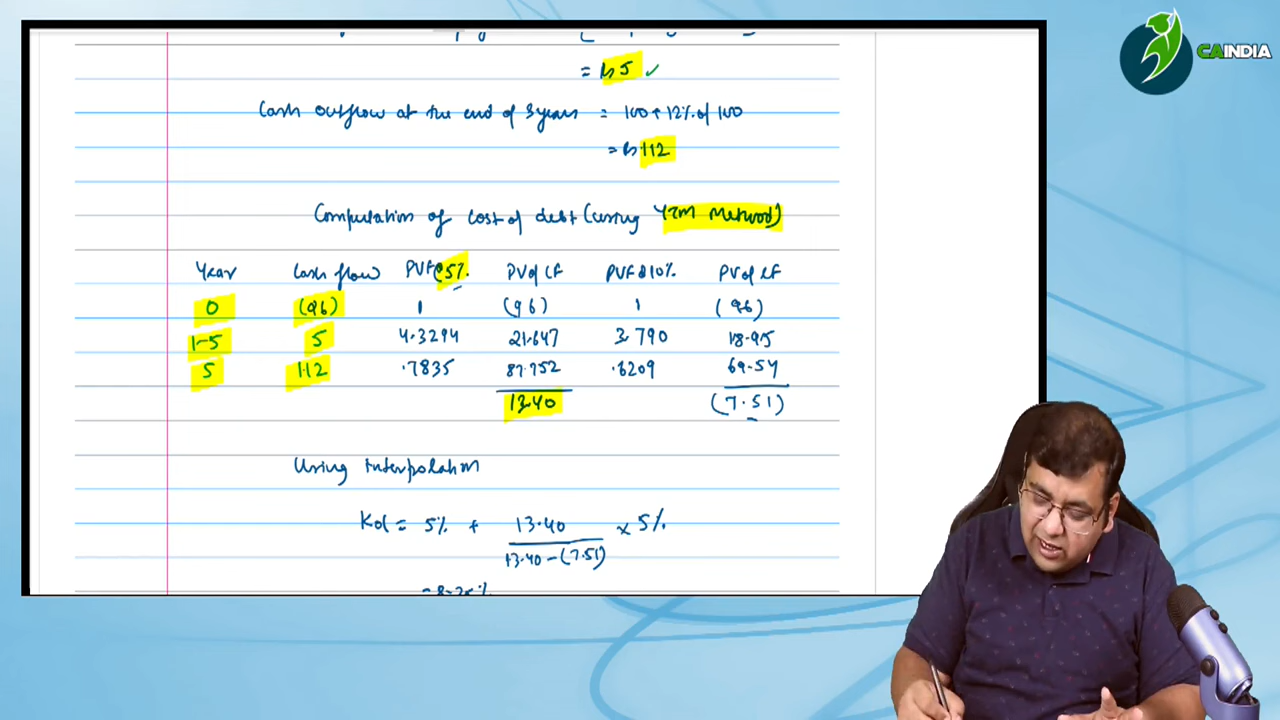 CAINDIA
= Rs 5 ✓
Cash outflow at the end of 5 years = 100 + 12% of 100
= Rs 112
Computation of cost of debt (using YTM Method)
Year Cash flow PVF@5% PV of CF PVF@10% PV of CF
0 (96) 1 (96) 1 (96)
1-5 5 4.3294 21.647 3.790 18.95
5 112 .7835 87.752 .6209 69.54
13.40 (7.51)
Using Interpolation
Kd = 5% + 13.40 × 5%
13.40-(7.51)